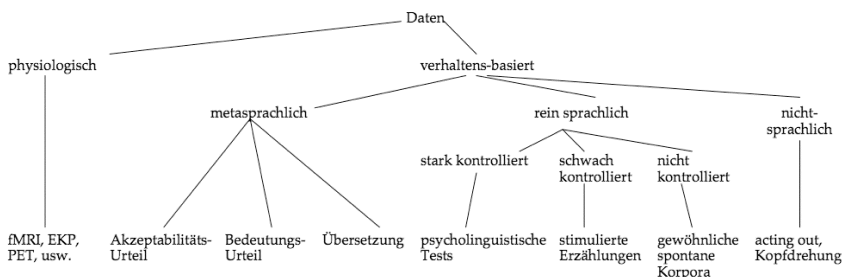 Daten
physiologisch
verhaltens-basiert
metasprachlich
rein sprachlich
nicht-
sprachlich
stark kontrolliert
schwach
kontrolliert
nicht
kontrolliert
fMRI, EKP,
PET, usw.
Akzeptabilitäts-
Urteil
Bedeutungs-
Urteil
Übersetzung
psycholinguistische
Tests
stimulierte
Erzählungen
gewöhnliche
spontane
Korpora
acting out,
Kopfdrehung